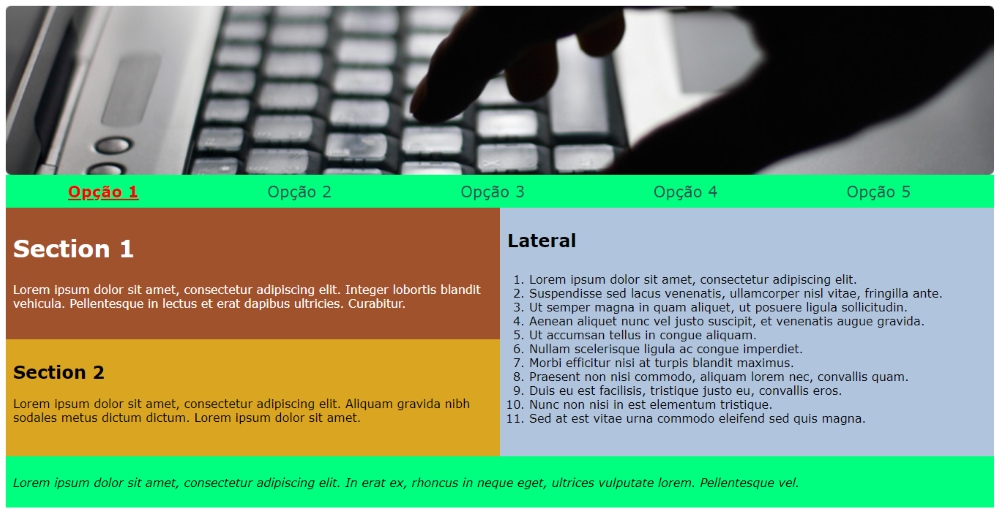 Opção 1 Opção 2 Opção 3 Opção 4 Opção 5
Section 1
Lorem ipsum dolor sit amet, consectetur adipiscing elit. Integer lobortis blandit
vehicula. Pellentesque in lectus et erat dapibus ultricies. Curabitur.
Section 2
Lorem ipsum dolor sit amet, consectetur adipiscing elit. Aliquam gravida nibh
sodales metus dictum dictum. Lorem ipsum dolor sit amet.
Lateral
1. Lorem ipsum dolor sit amet, consectetur adipiscing elit.
2. Suspendisse sed lacus venenatis, ullamcorper nisl vitae, fringilla ante.
3. Ut semper magna in quam aliquet, ut posuere ligula sollicitudin.
4. Aenean aliquet nunc vel justo suscipit, et venenatis augue gravida.
5. Ut accumsan tellus in congue aliquam.
6. Nullam scelerisque ligula ac congue imperdiet.
7. Morbi efficitur nisi at turpis blandit maximus.
8. Praesent non nisi commodo, aliquam lorem nec, convallis quam.
9. Duis eu est facilisis, tristique justo eu, convallis eros.
10. Nunc non nisi in est elementum tristique.
11. Sed at est vitae urna commodo eleifend sed quis magna.
Lorem ipsum dolor sit amet, consectetur adipiscing elit. In erat ex, rhoncus in neque eget, ultrices vulputate lorem. Pellentesque vel.